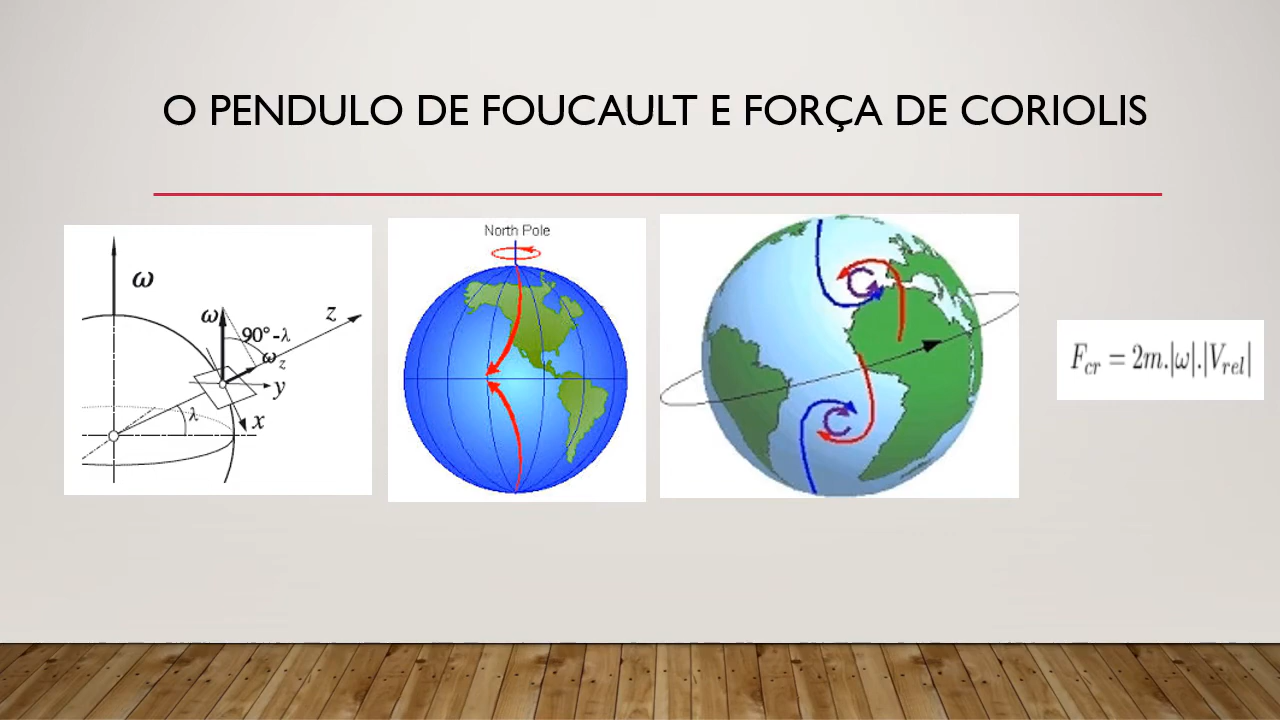 O PENDULO DE FOUCAULT E FORÇA DE CORIOLIS
ω
ω
90°-λ
z
ω_z
y
λ
x
North Pole
C
C
F_cr = 2m.|ω|.|V_rel|